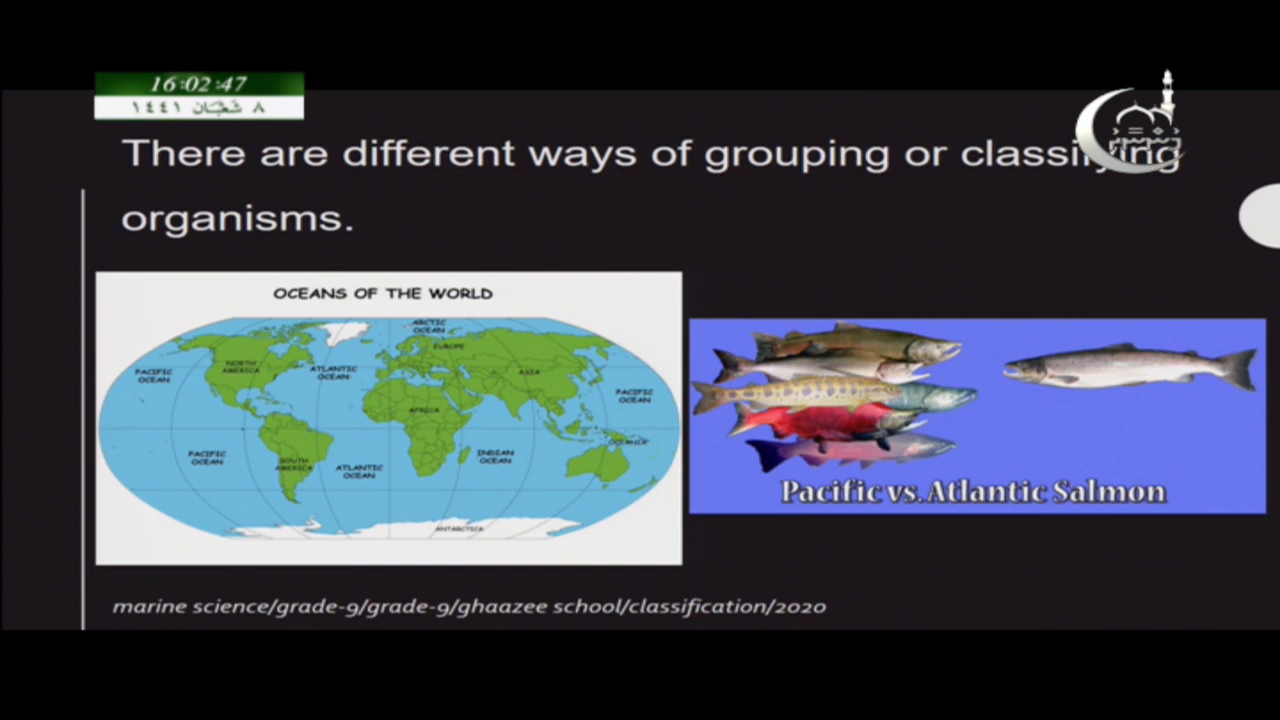 16:02:47
٨ شَعْبَان ١٤٤١
There are different ways of grouping or classifying
organisms.
OCEANS OF THE WORLD
ARCTIC
OCEAN
EUROPE
NORTH
AMERICA
ATLANTIC
OCEAN
ASIA
PACIFIC
OCEAN
PACIFIC
OCEAN
AFRICA
OCEANIA
PACIFIC
OCEAN
SOUTH
AMERICA
ATLANTIC
OCEAN
INDIAN
OCEAN
ANTARCTICA
Pacific vs. Atlantic Salmon
marine science/grade-9/grade-9/ghaazee school/classification/2020